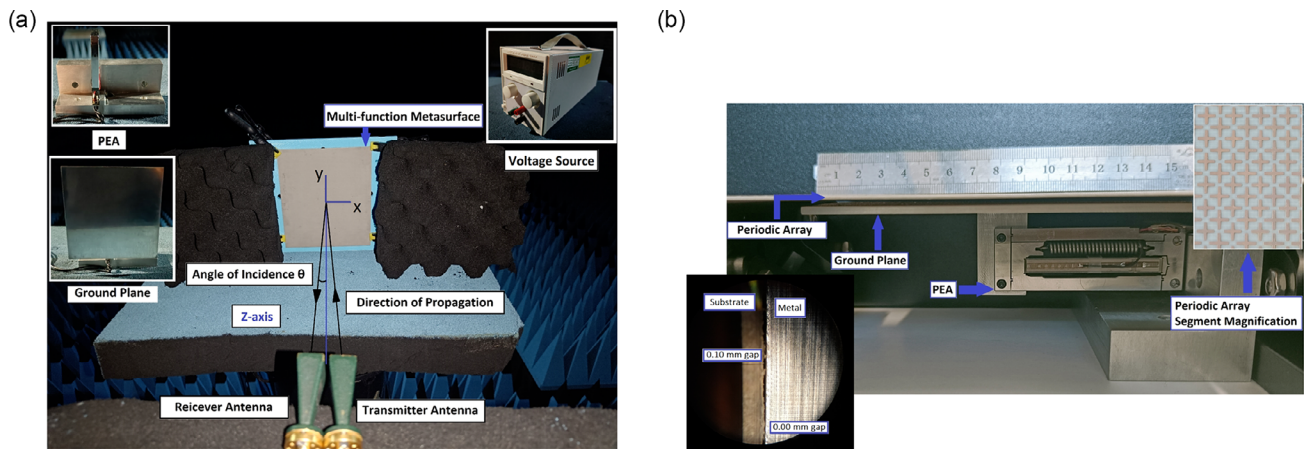 (a)
PEA
Ground Plane
Multi-function Metasurface
Voltage Source
y
x
Angle of Incidence θ
Direction of Propagation
Z-axis
Reicever Antenna
Transmitter Antenna
(b)
1 2 3 4 5 6 7 8 9 10 11 12 13 14 15
Periodic Array
Ground Plane
PEA
Periodic Array
Segment Magnification
Substrate
Metal
0.10 mm gap
0.00 mm gap